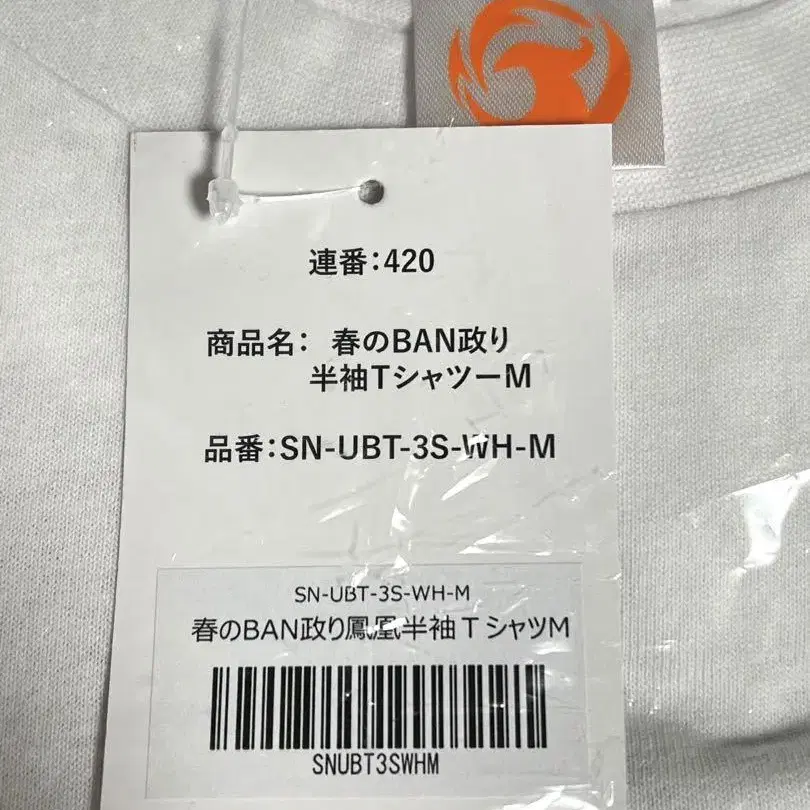 連番：420
商品名： 春のBAN政り
半袖TシャツーM
品番：SN-UBT-3S-WH-M
SN-UBT-3S-WH-M
春のBAN政り鳳凰半袖TシャツM
SNUBT3SWHM